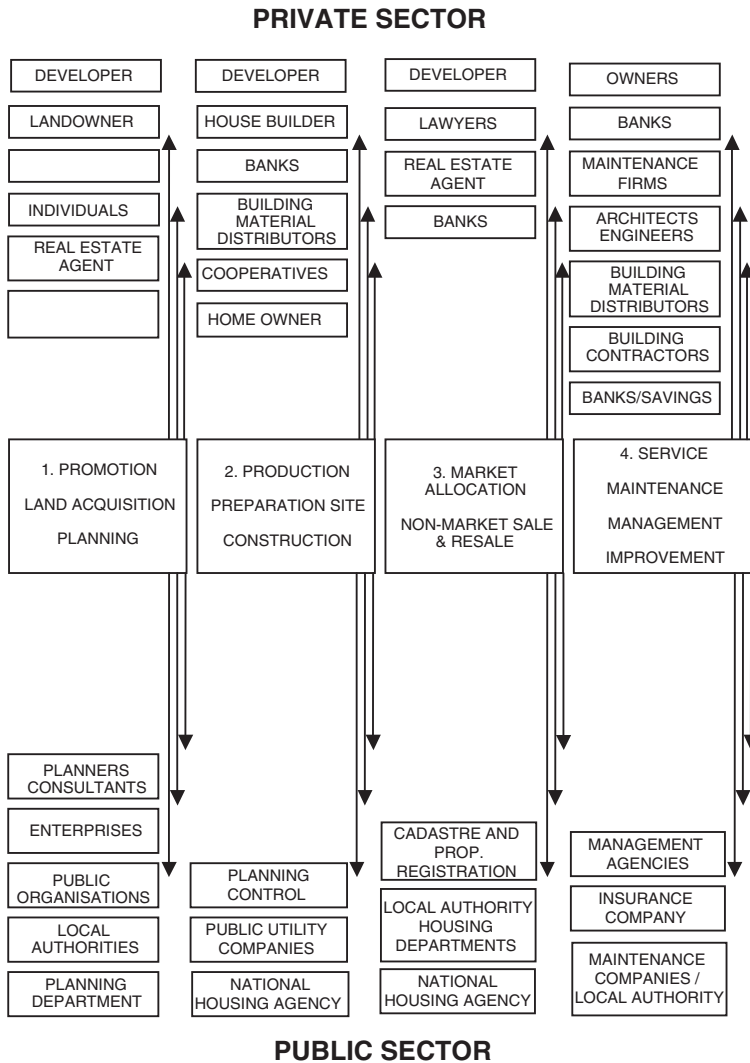 PRIVATE SECTOR
DEVELOPER
LANDOWNER
INDIVIDUALS
REAL ESTATE
AGENT
DEVELOPER
HOUSE BUILDER
BANKS
BUILDING
MATERIAL
DISTRIBUTORS
COOPERATIVES
HOME OWNER
DEVELOPER
LAWYERS
REAL ESTATE
AGENT
BANKS
OWNERS
BANKS
MAINTENANCE
FIRMS
ARCHITECTS
ENGINEERS
BUILDING
MATERIAL
DISTRIBUTORS
BUILDING
CONTRACTORS
BANKS/SAVINGS
1. PROMOTION
LAND ACQUISITION
PLANNING
2. PRODUCTION
PREPARATION SITE
CONSTRUCTION
3. MARKET
ALLOCATION
NON-MARKET SALE
& RESALE
4. SERVICE
MAINTENANCE
MANAGEMENT
IMPROVEMENT
PLANNERS
CONSULTANTS
ENTERPRISES
PUBLIC
ORGANISATIONS
LOCAL
AUTHORITIES
PLANNING
DEPARTMENT
PLANNING
CONTROL
PUBLIC UTILITY
COMPANIES
NATIONAL
HOUSING AGENCY
CADASTRE AND
PROP.
REGISTRATION
LOCAL AUTHORITY
HOUSING
DEPARTMENTS
NATIONAL
HOUSING AGENCY
MANAGEMENT
AGENCIES
INSURANCE
COMPANY
MAINTENANCE
COMPANIES /
LOCAL AUTHORITY
PUBLIC SECTOR